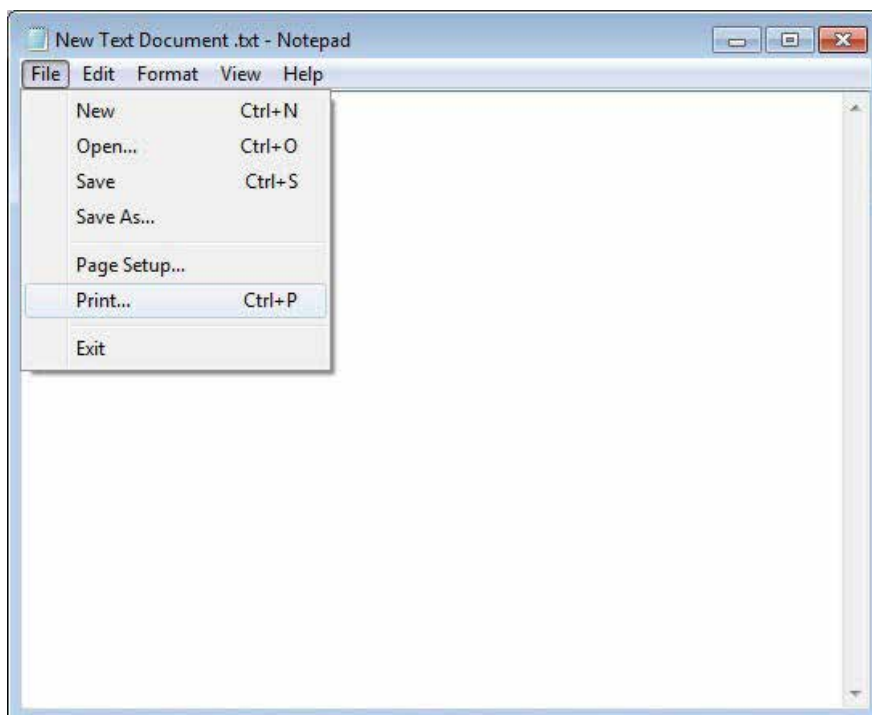 New Text Document .txt - Notepad
File Edit Format View Help
New Ctrl+N
Open... Ctrl+O
Save Ctrl+S
Save As...
Page Setup...
Print... Ctrl+P
Exit